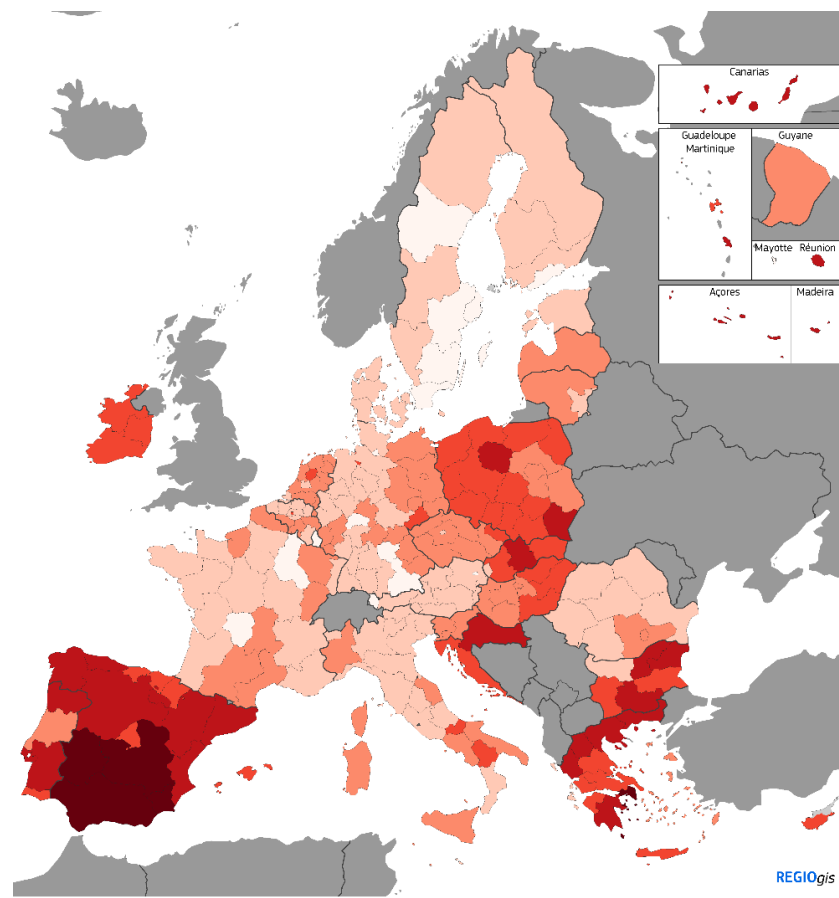 Canarias
Guadeloupe
Martinique
Guyane
Mayotte
Réunion
Açores
Madeira
REGIOgis